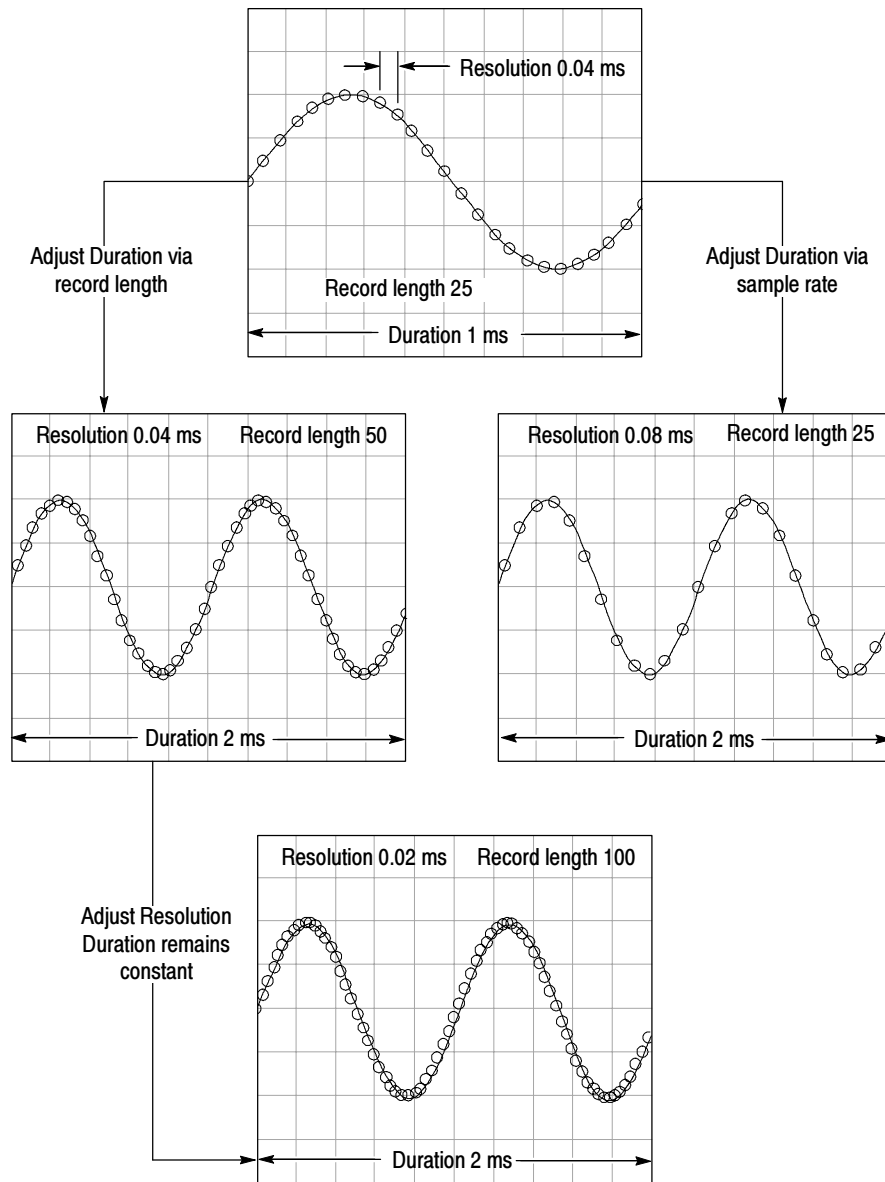 Resolution 0.04 ms
Record length 25
Duration 1 ms
Adjust Duration via
record length
Adjust Duration via
sample rate
Resolution 0.04 ms
Record length 50
Duration 2 ms
Resolution 0.08 ms
Record length 25
Duration 2 ms
Adjust Resolution
Duration remains
constant
Resolution 0.02 ms
Record length 100
Duration 2 ms